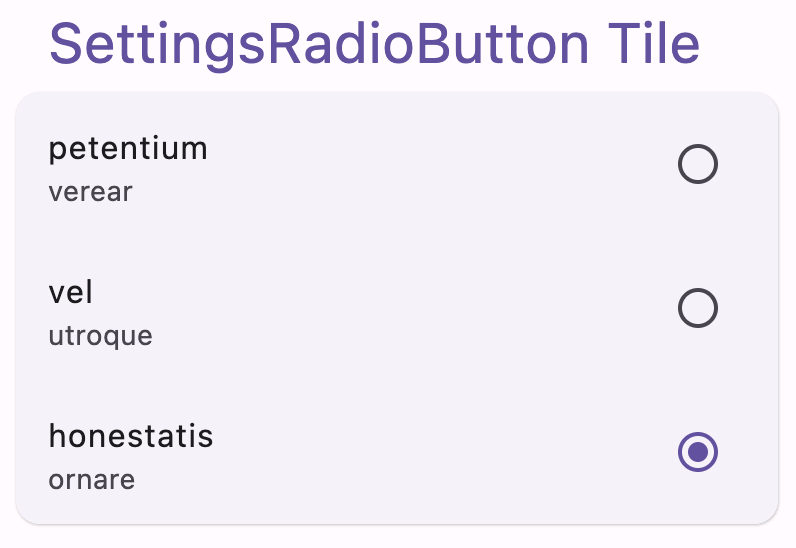 SettingsRadioButton Tile
petentium
verear
vel
utroque
honestatis
ornare